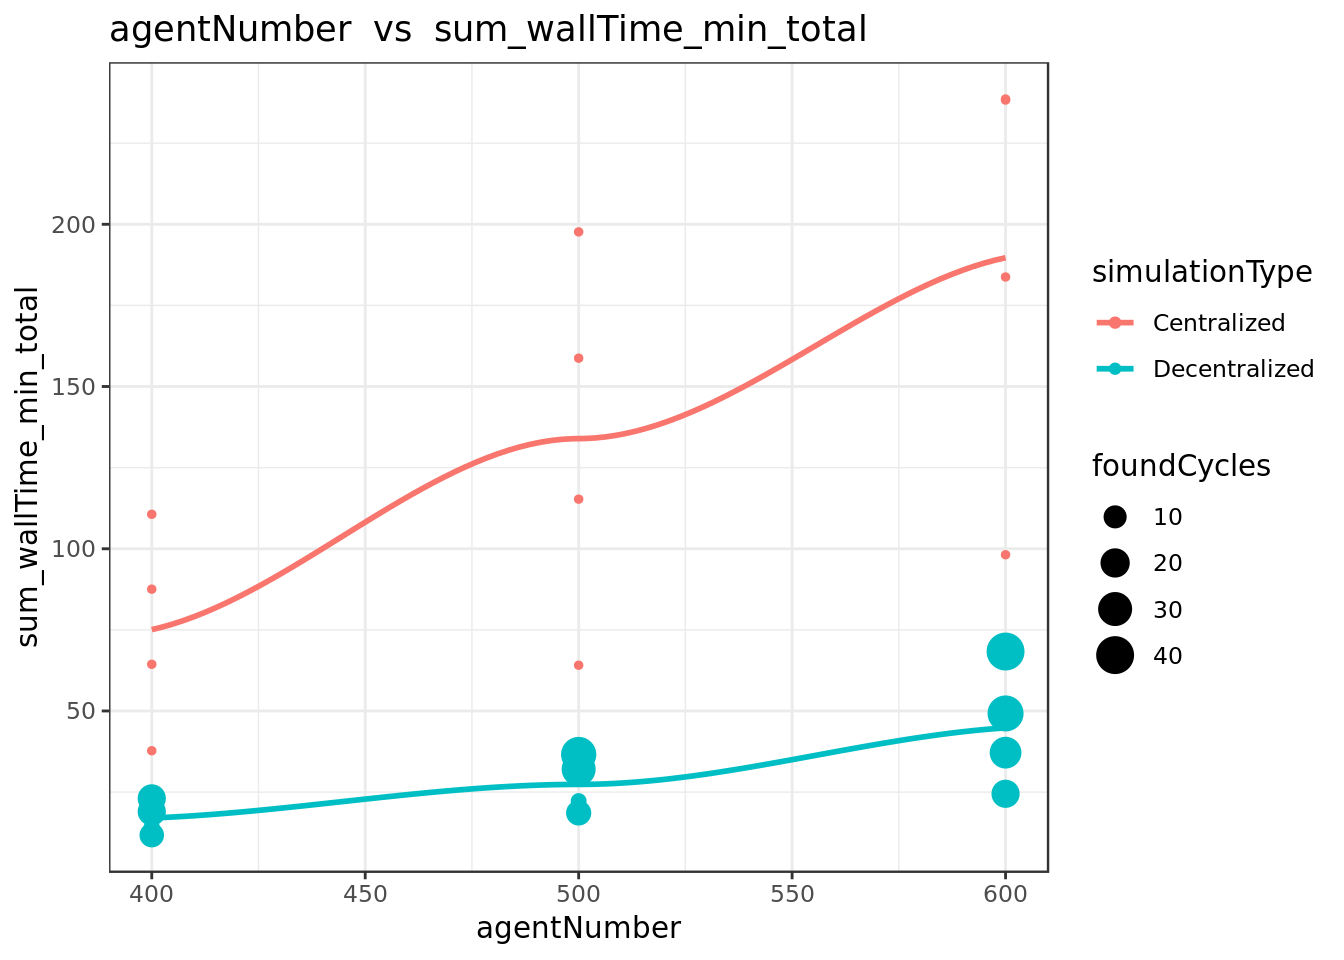 agentNumber  vs  sum_wallTime_min_total
sum_wallTime_min_total
200
150
100
50
400
450
500
550
600
agentNumber
simulationType
Centralized
Decentralized
foundCycles
10
20
30
40